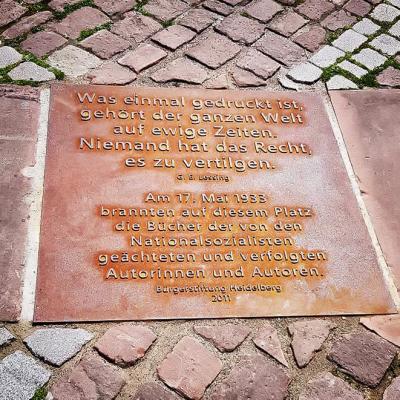 Was einmal gedruckt ist,
gehört der ganzen Welt
auf ewige Zeiten.
Niemand hat das Recht,
es zu vertilgen.
G. E. Lessing
Am 17. Mai 1933
brannten auf diesem Platz
die Bücher der von den
Nationalsozialisten
geächteten und verfolgten
Autorinnen und Autoren.
Bürgerstiftung Heidelberg
2011